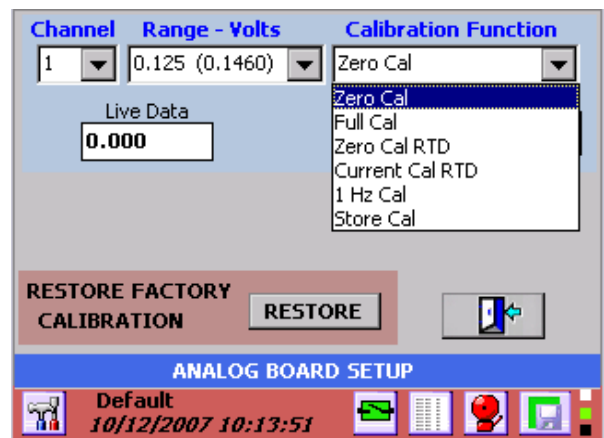 Channel Range - Volts Calibration Function
1 0.125 (0.1460) Zero Cal
Zero Cal
Live Data
Full Cal
0.000
Zero Cal RTD
Current Cal RTD
1 Hz Cal
Store Cal
RESTORE FACTORY
CALIBRATION
RESTORE
ANALOG BOARD SETUP
Default
10/12/2007 10:13:51